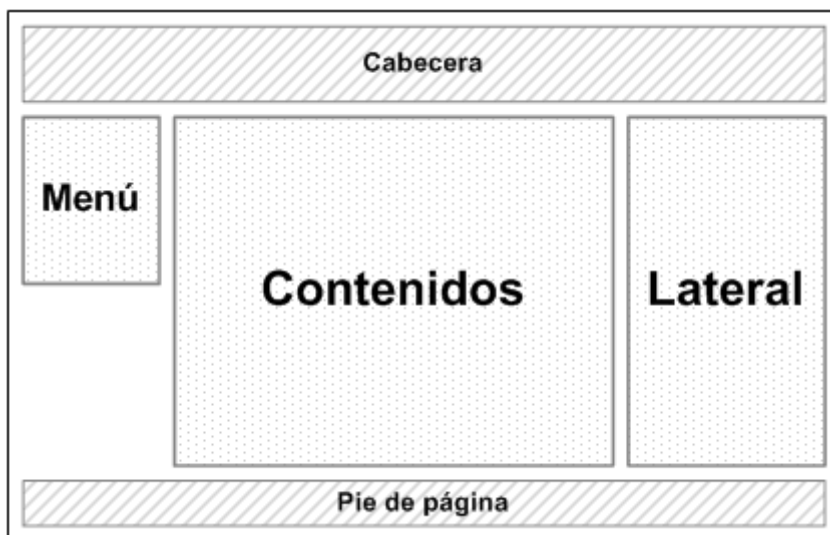 Cabecera
Menú
Contenidos
Lateral
Pie de página